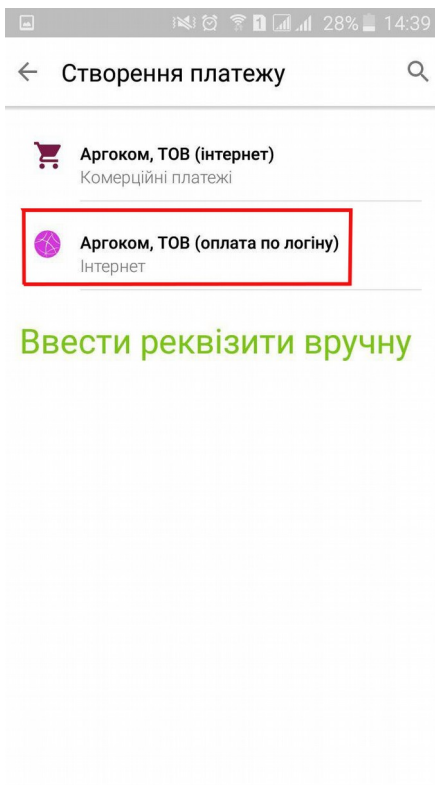 1 28% 14:39
Створення платежу
Аргоком, ТОВ (інтернет)
Комерційні платежі
Аргоком, ТОВ (оплата по логіну)
Інтернет
Ввести реквізити вручну